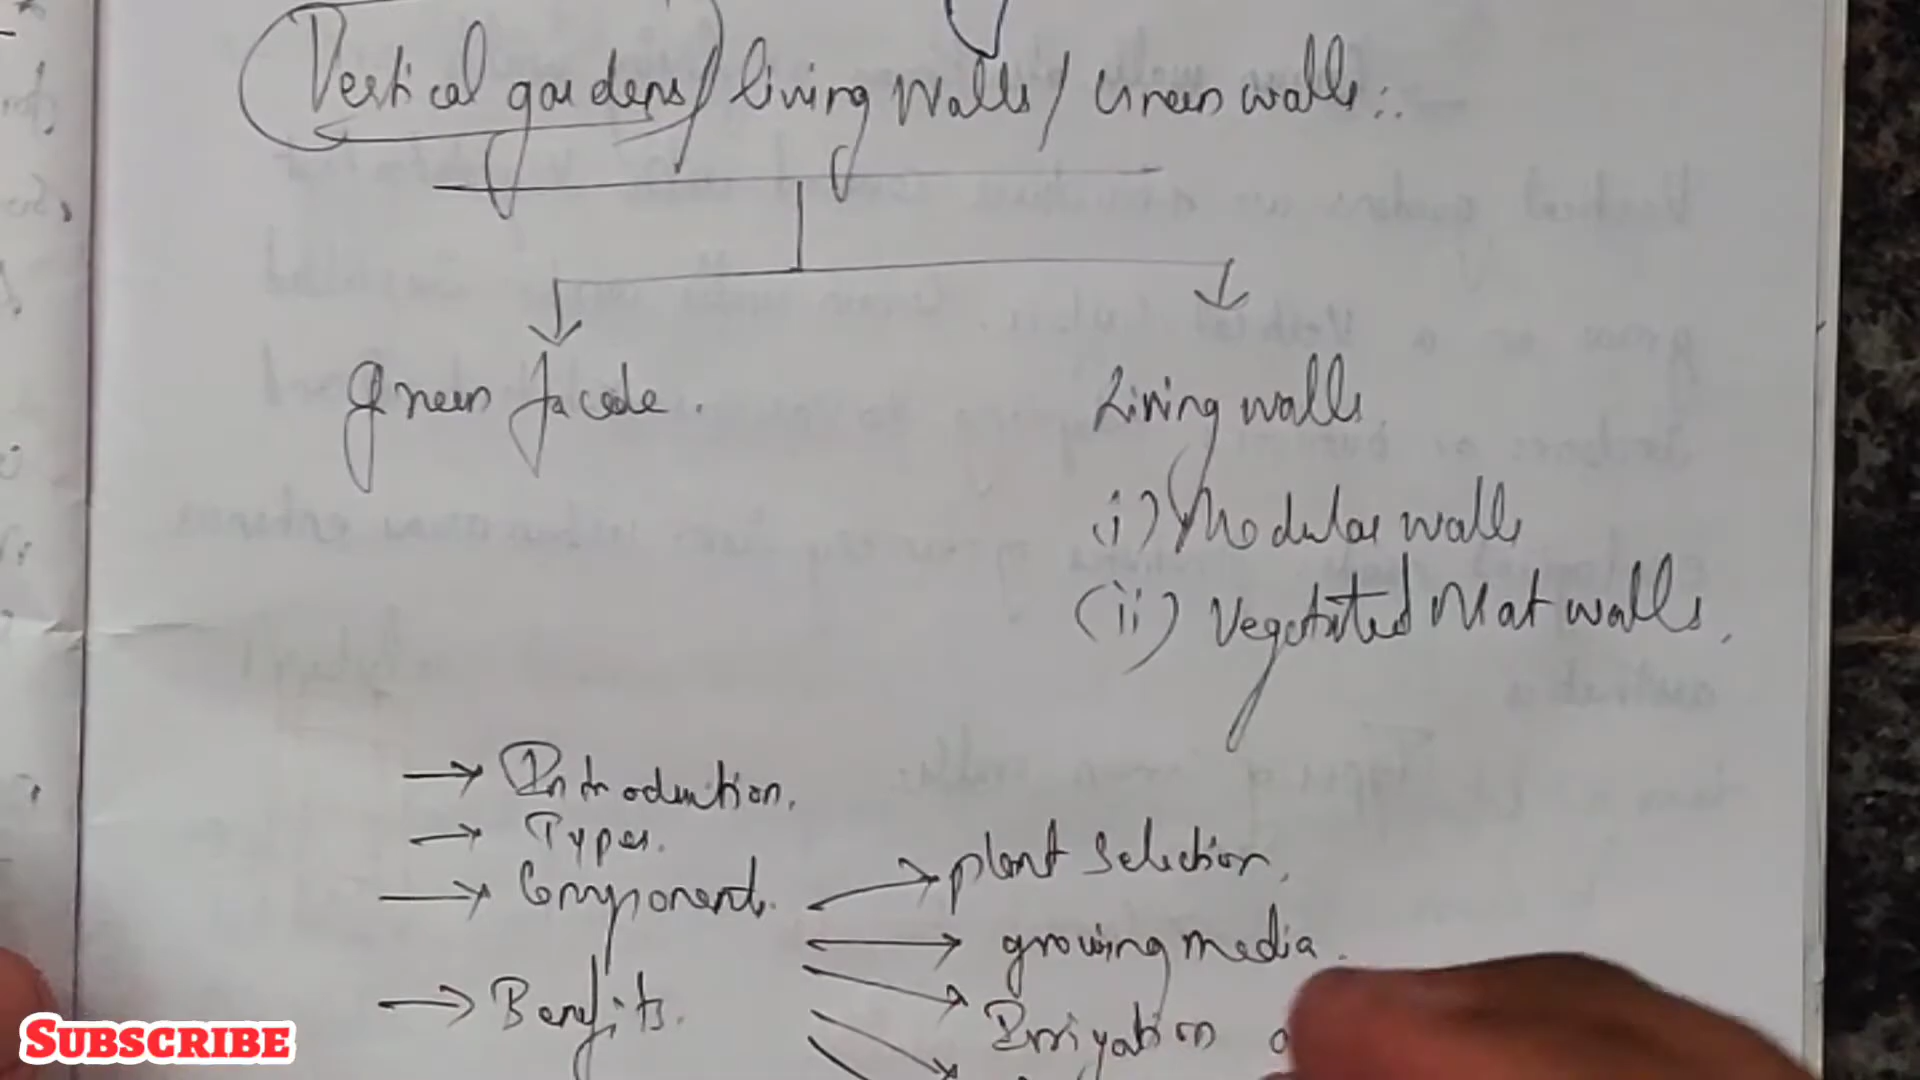 Vertical gardens / living walls / Green walls :.
Green facade.
Living walls
(i) Modular walls
(ii) Vegetated Mat walls.
→ Introduction.
→ Types.
→ Component.
→ Benefits.
→ plant Selection.
→ growing media.
→ Irrigation
SUBSCRIBE